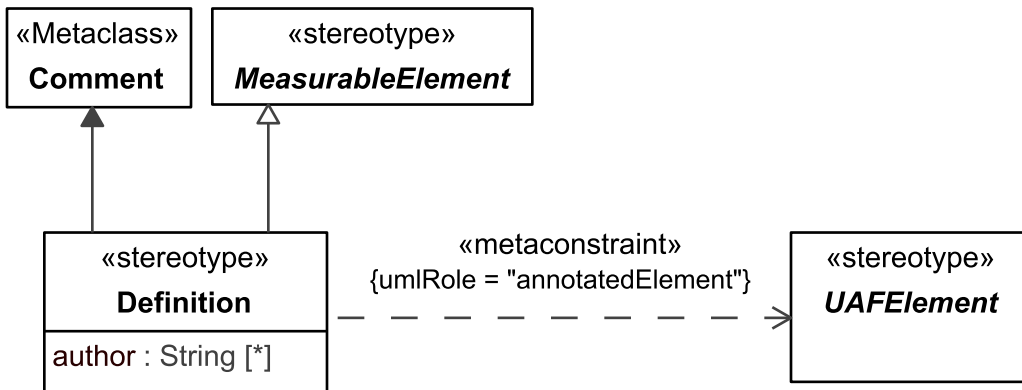 «Metaclass»
Comment
«stereotype»
MeasurableElement
«stereotype»
Definition
author : String [*]
«metaconstraint»
{umlRole = "annotatedElement"}
«stereotype»
UAFElement